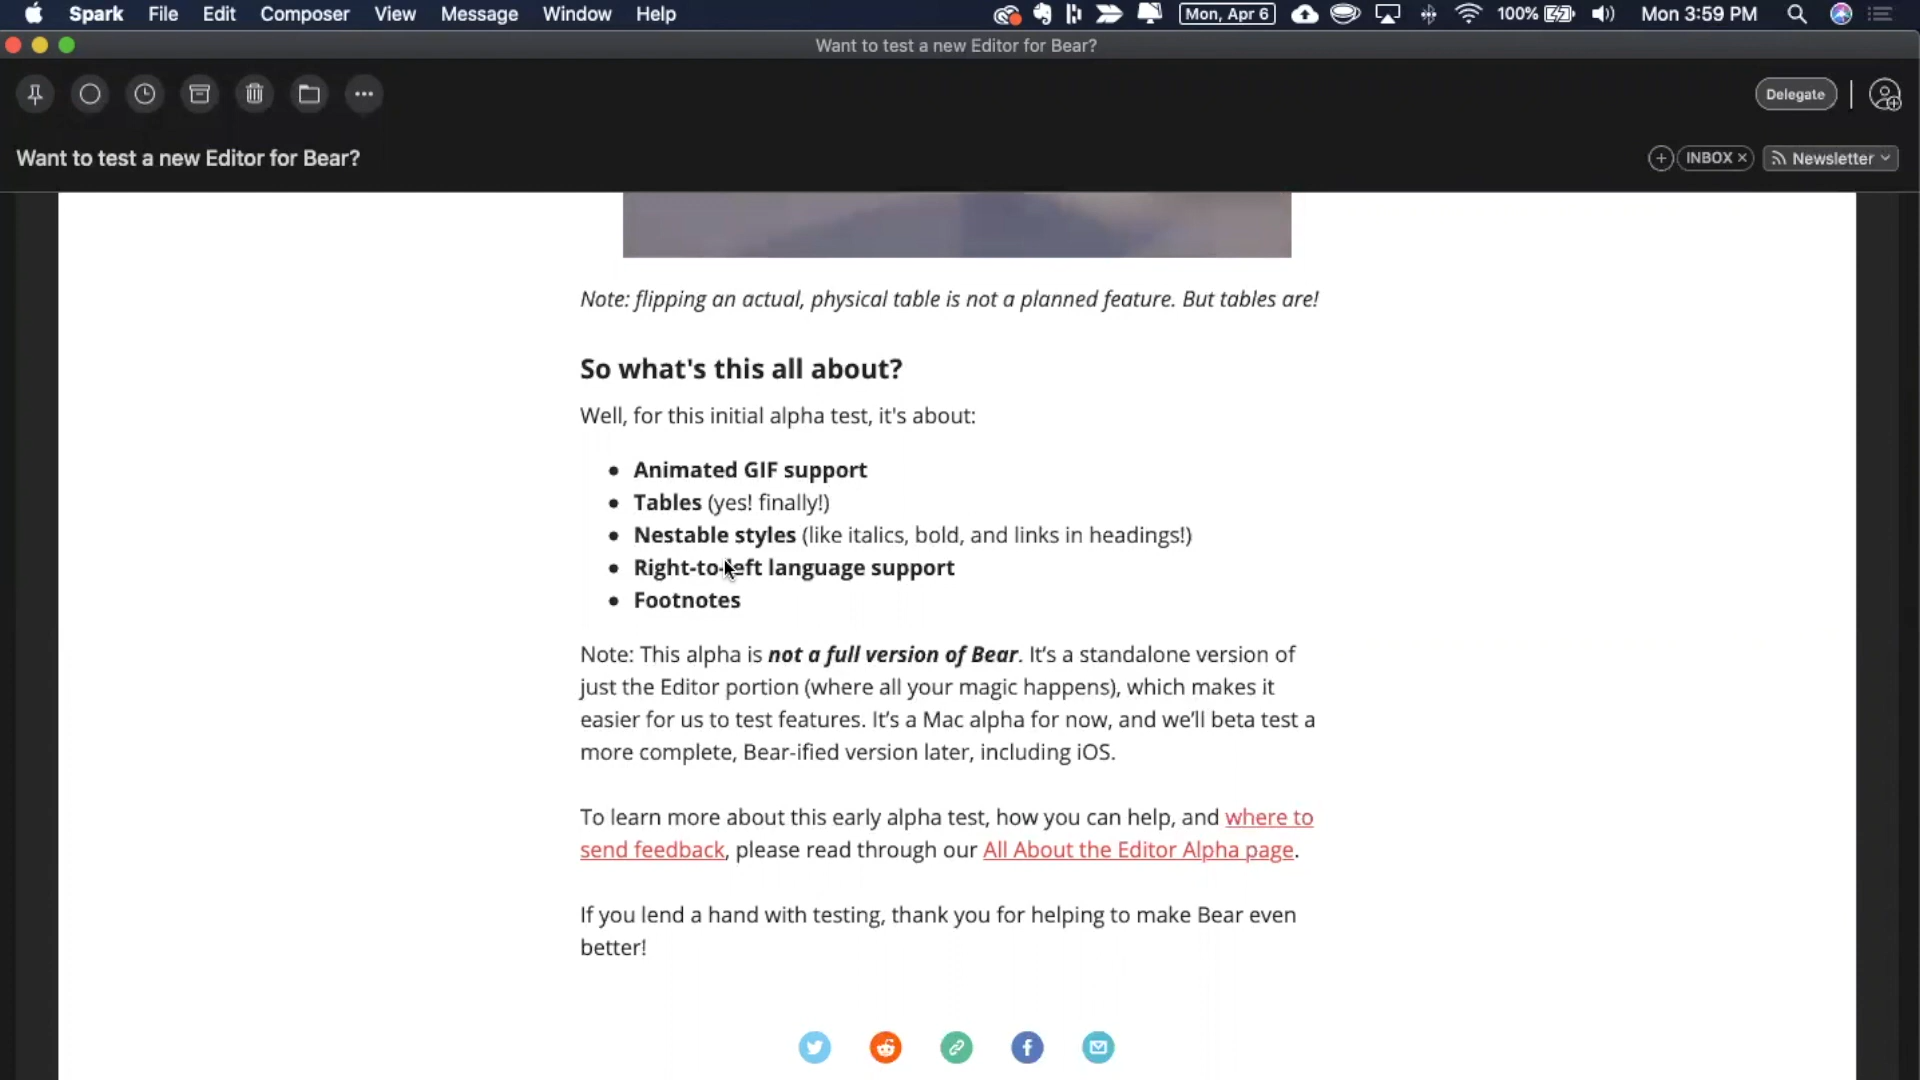 Spark File Edit Composer View Message Window Help Mon, Apr 6 100% Mon 3:59 PM
Want to test a new Editor for Bear?
Delegate
Want to test a new Editor for Bear? INBOX Newsletter
Note: flipping an actual, physical table is not a planned feature. But tables are!
So what's this all about?
Well, for this initial alpha test, it's about:
• Animated GIF support
• Tables (yes! finally!)
• Nestable styles (like italics, bold, and links in headings!)
• Right-to-left language support
• Footnotes
Note: This alpha is not a full version of Bear. It’s a standalone version of
just the Editor portion (where all your magic happens), which makes it
easier for us to test features. It’s a Mac alpha for now, and we’ll beta test a
more complete, Bear-ified version later, including iOS.
To learn more about this early alpha test, how you can help, and where to
send feedback, please read through our All About the Editor Alpha page.
If you lend a hand with testing, thank you for helping to make Bear even
better!